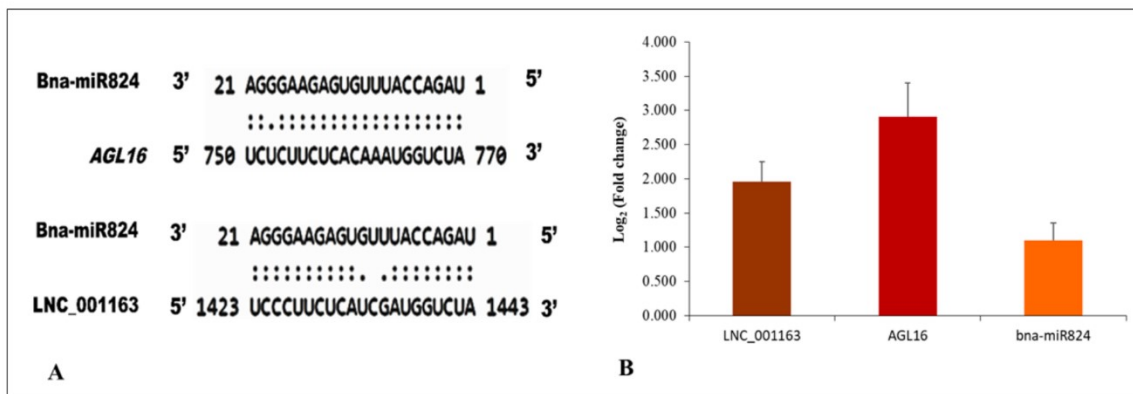 Bna-miR824 3’ 21 AGGGAAGAGUGUUUACCAGAU 1 5’
::.::::::::::::::::::
AGL16 5’ 750 UCUCUUCUCACAAAUGGUCUA 770 3’
Bna-miR824 3’ 21 AGGGAAGAGUGUUUACCAGAU 1 5’
::::::::::. .::::::::
LNC_001163 5’ 1423 UCCCUUCUCAUCGAUGGUCUA 1443 3’
A
4.000
3.500
3.000
2.500
2.000
1.500
1.000
0.500
0.000
Log2 (Fold change)
LNC_001163 AGL16 bna-miR824
B